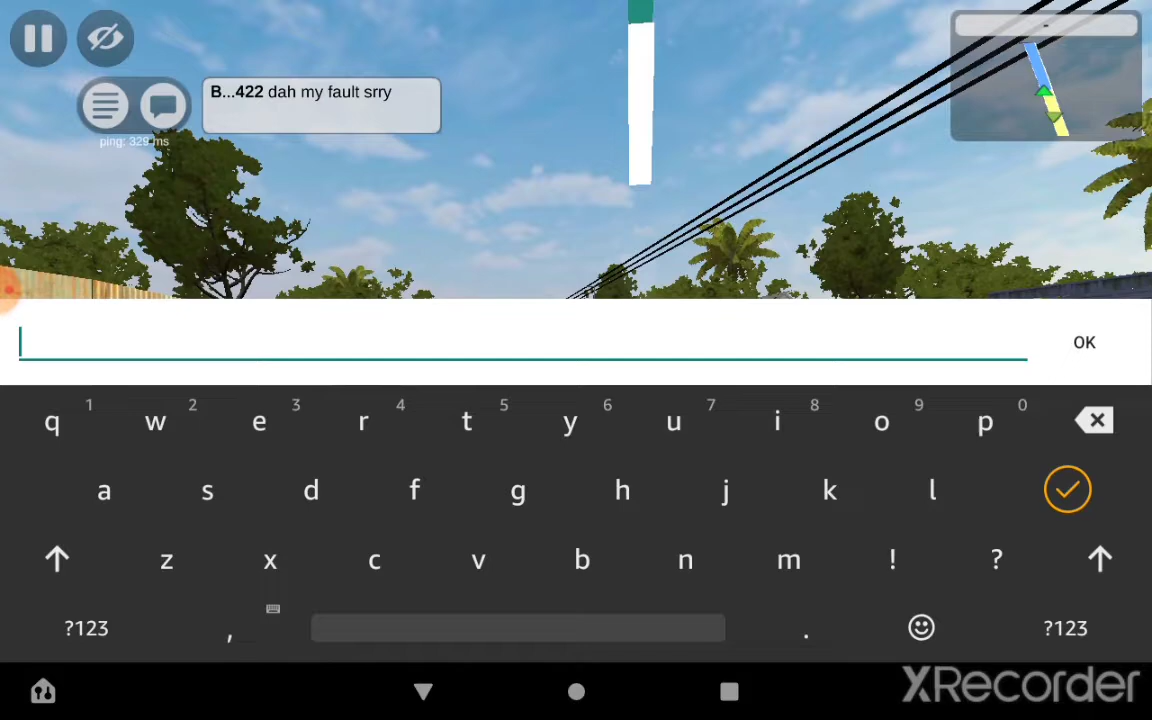 B...422 dah my fault srry
ping: 329 ms
-
OK
1 2 3 4 5 6 7 8 9 0
q w e r t y u i o p
a s d f g h j k l
z x c v b n m ! ?
?123 , . ?123
XRecorder